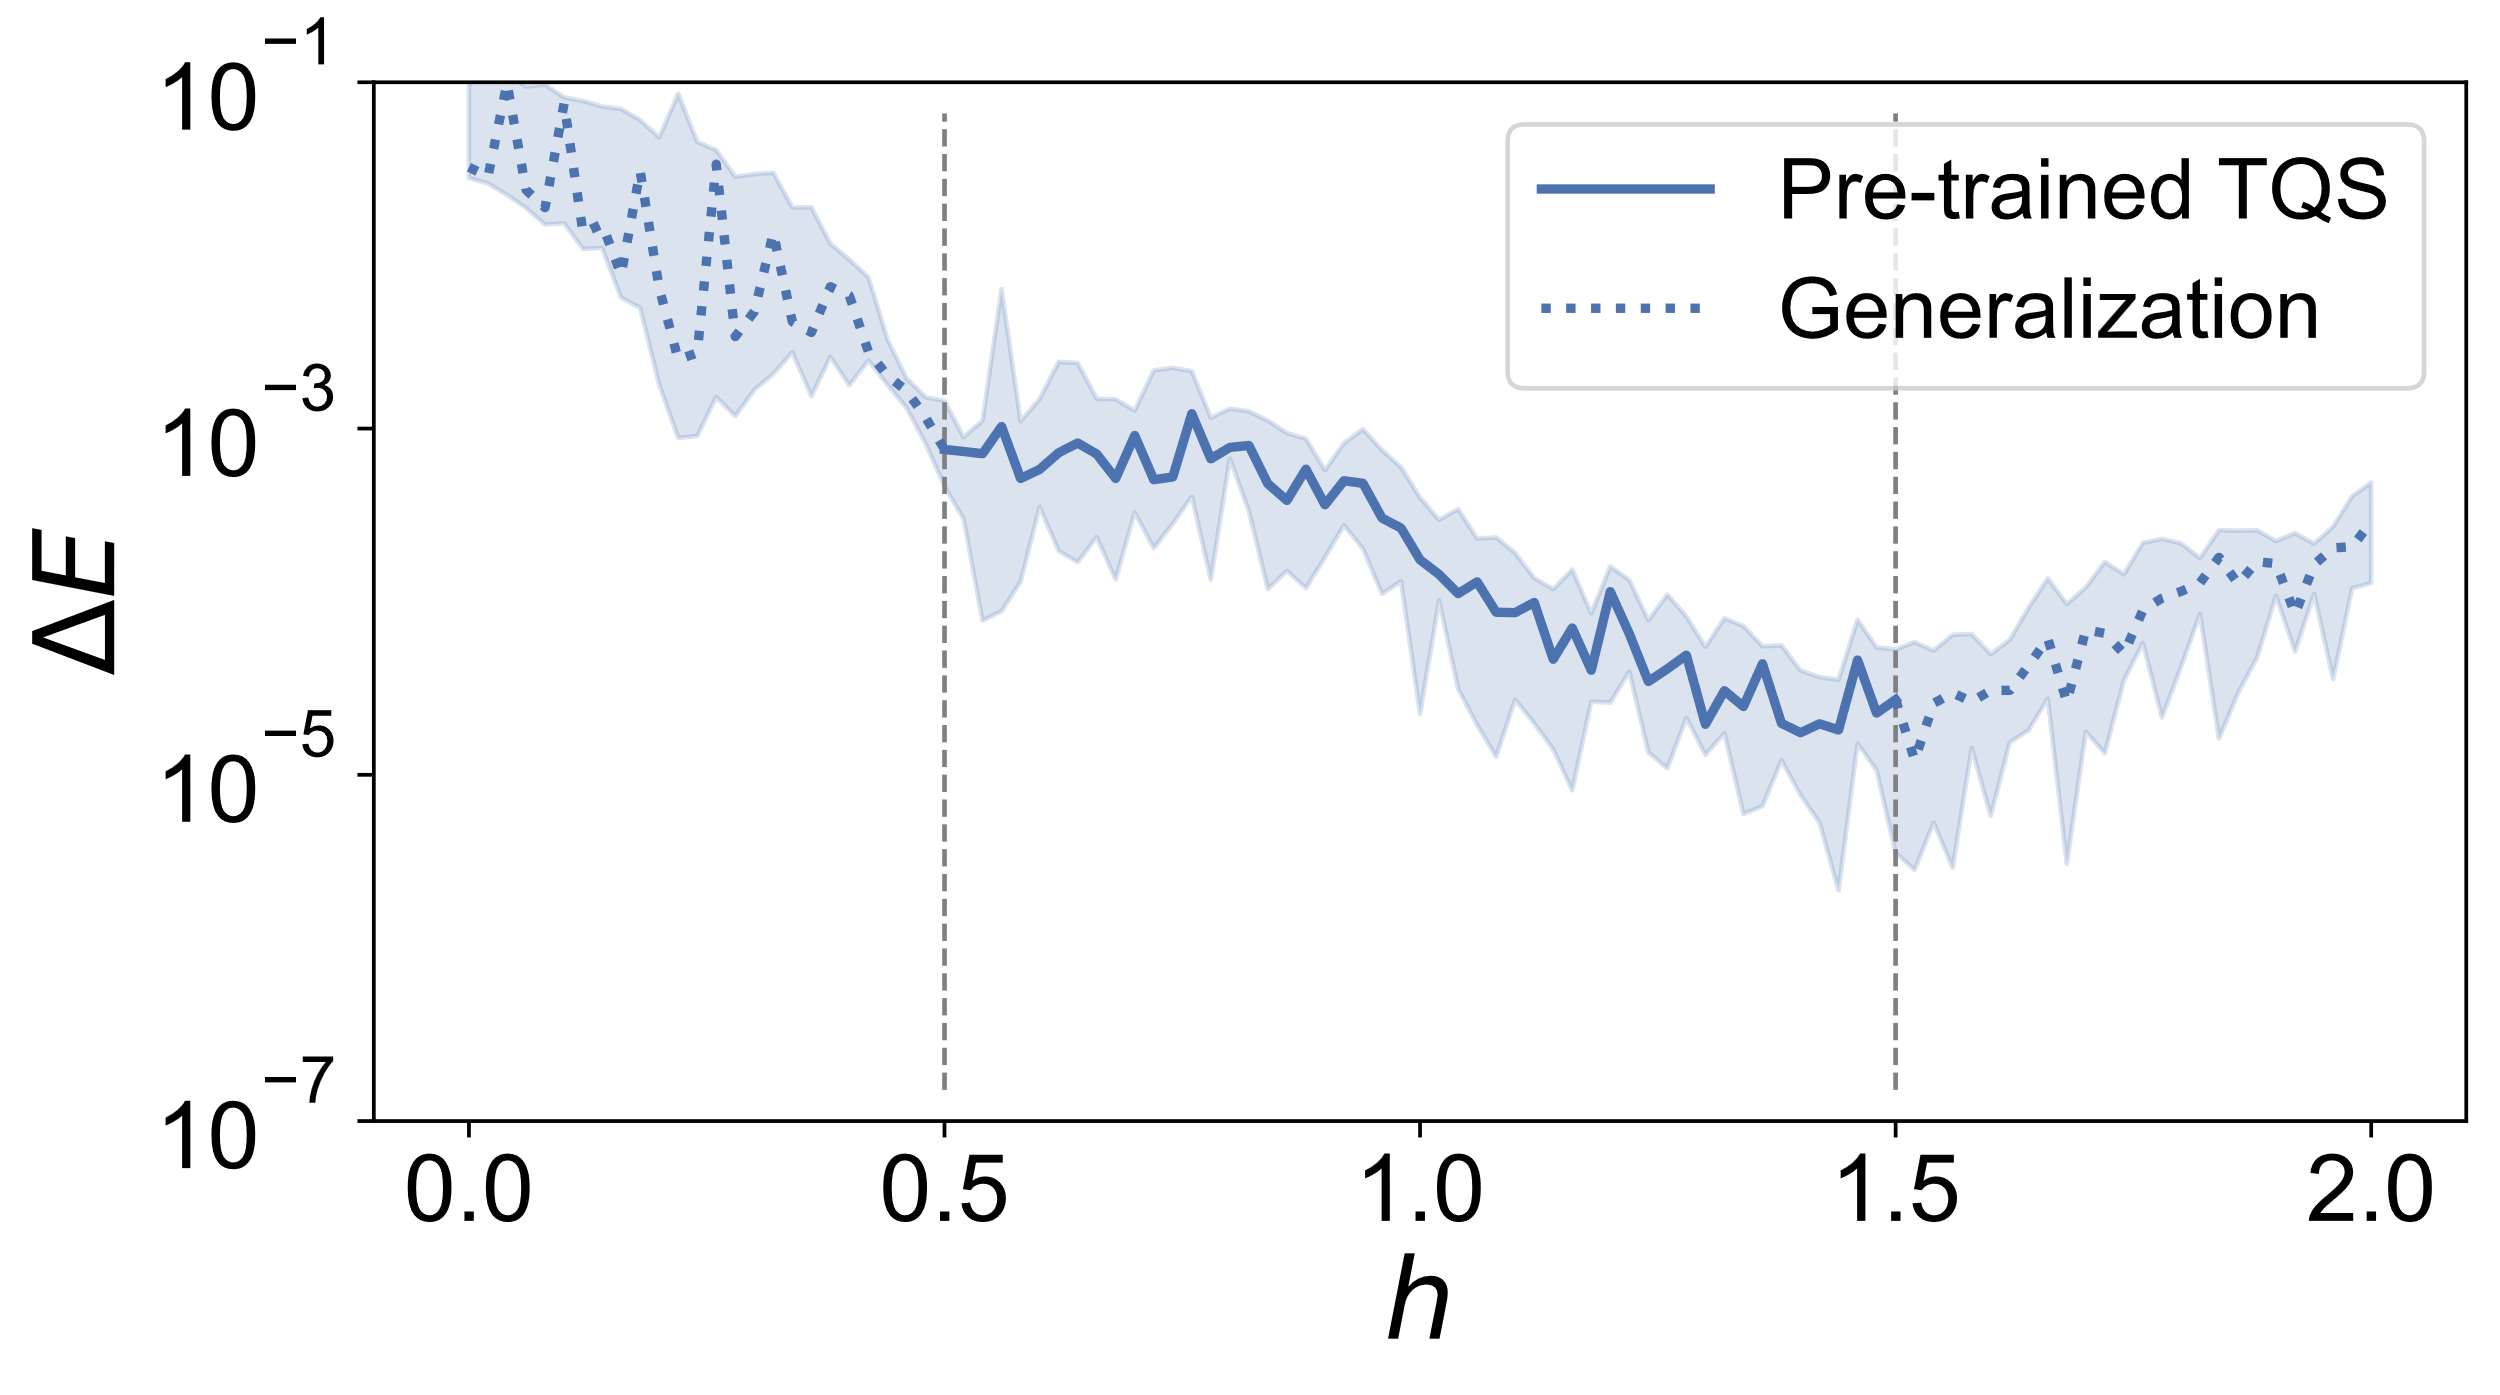 10⁻¹
10⁻³
10⁻⁵
10⁻⁷
ΔE
Pre-trained TQS
Generalization
0.0 0.5 1.0 1.5 2.0
h